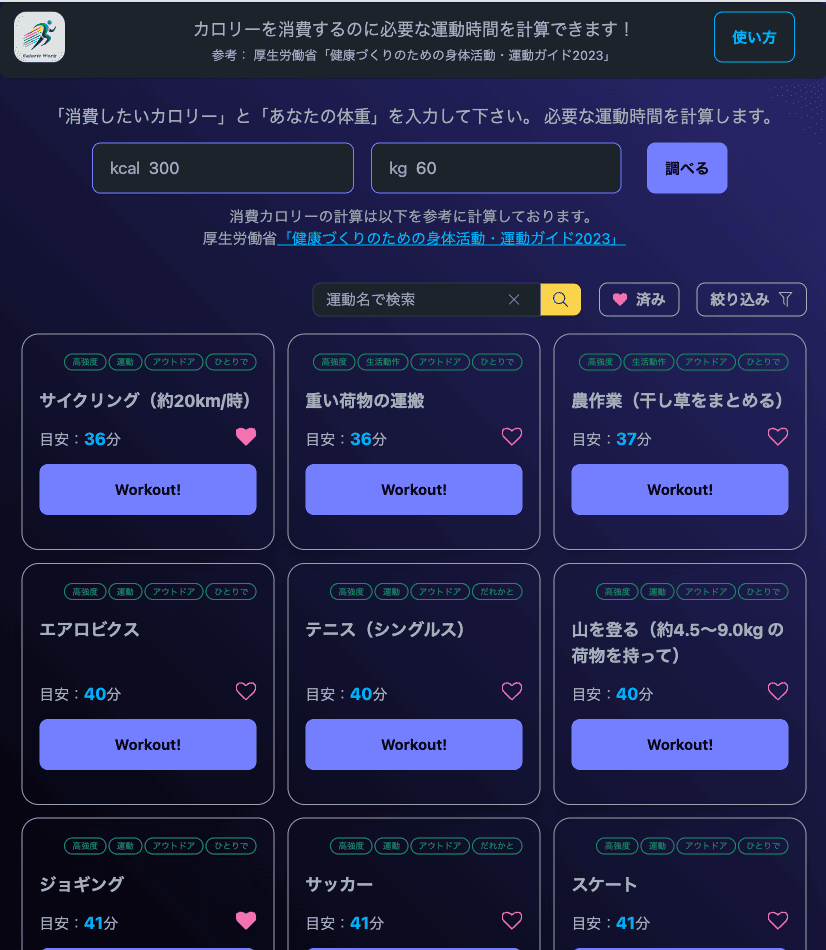 カロリーを消費するのに必要な運動時間を計算できます！
参考： 厚生労働省「健康づくりのための身体活動・運動ガイド2023」
使い方
「消費したいカロリー」と「あなたの体重」を入力して下さい。 必要な運動時間を計算します。
kcal 300
kg 60
調べる
消費カロリーの計算は以下を参考に計算しております。
厚生労働省「健康づくりのための身体活動・運動ガイド2023」
運動名で検索
済み
絞り込み
高強度 運動 アウトドア ひとりで
サイクリング（約20km/時）
目安：36分
Workout!
高強度 生活動作 アウトドア ひとりで
重い荷物の運搬
目安：36分
Workout!
高強度 生活動作 アウトドア ひとりで
農作業（干し草をまとめる）
目安：37分
Workout!
高強度 運動 アウトドア ひとりで
エアロビクス
目安：40分
Workout!
高強度 運動 アウトドア だれかと
テニス（シングルス）
目安：40分
Workout!
高強度 運動 アウトドア ひとりで
山を登る（約4.5〜9.0kg の
荷物を持って）
目安：40分
Workout!
高強度 運動 アウトドア ひとりで
ジョギング
目安：41分
高強度 運動 アウトドア だれかと
サッカー
目安：41分
高強度 運動 アウトドア ひとりで
スケート
目安：41分